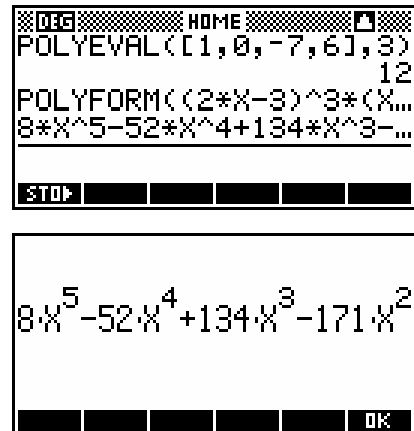 DEG HOME
POLYEVAL([1,0,-7,6],3)
12
POLYFORM((2*X-3)^3*(X…
8*X^5-52*X^4+134*X^3-…
STO▶
8·X^5-52·X^4+134·X^3-171·X^2
OK